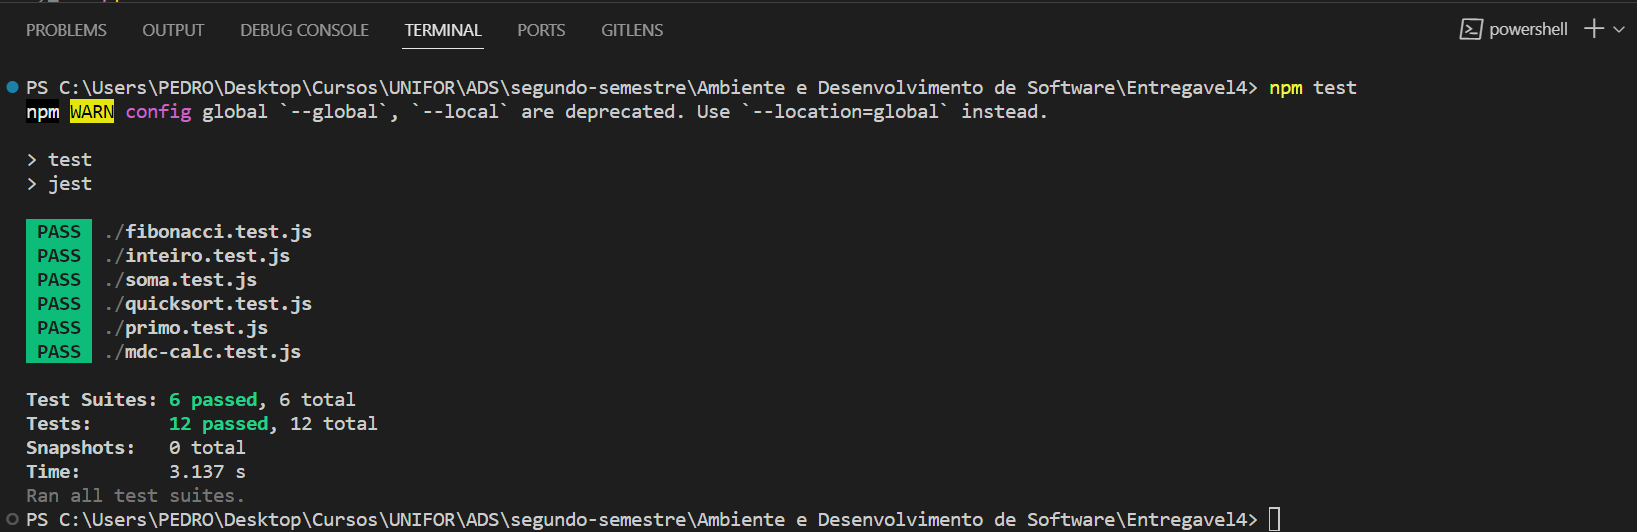 PROBLEMS OUTPUT DEBUG CONSOLE TERMINAL PORTS GITLENS powershell
PS C:\Users\PEDRO\Desktop\Cursos\UNIFOR\ADS\segundo-semestre\Ambiente e Desenvolvimento de Software\Entregavel4> npm test
npm WARN config global `--global`, `--local` are deprecated. Use `--location=global` instead.
> test
> jest
PASS ./fibonacci.test.js
PASS ./inteiro.test.js
PASS ./soma.test.js
PASS ./quicksort.test.js
PASS ./primo.test.js
PASS ./mdc-calc.test.js
Test Suites: 6 passed, 6 total
Tests: 12 passed, 12 total
Snapshots: 0 total
Time: 3.137 s
Ran all test suites.
PS C:\Users\PEDRO\Desktop\Cursos\UNIFOR\ADS\segundo-semestre\Ambiente e Desenvolvimento de Software\Entregavel4>